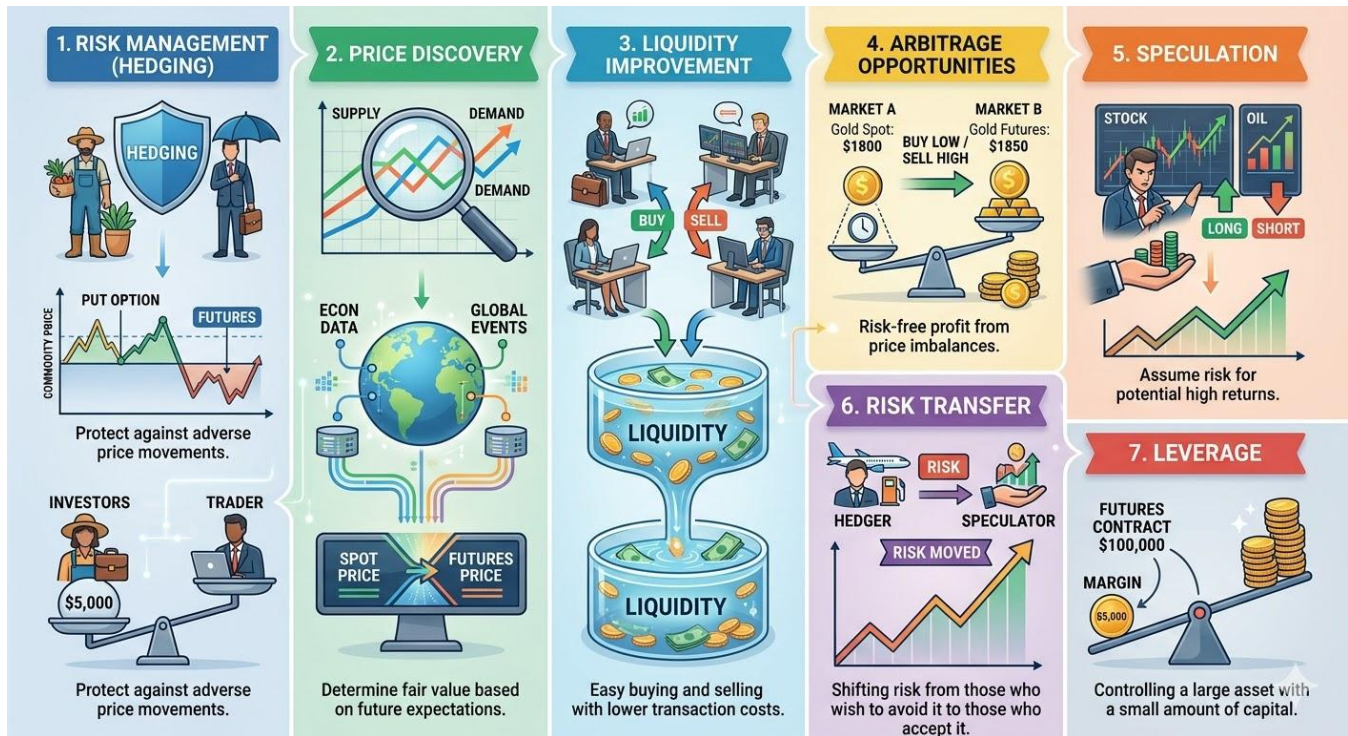 1. RISK MANAGEMENT
(HEDGING)
HEDGING
PUT OPTION
FUTURES
COMMODITY PRICE
Protect against adverse
price movements.
INVESTORS
TRADER
$5,000
Protect against adverse
price movements.
2. PRICE DISCOVERY
SUPPLY
DEMAND
DEMAND
ECON
DATA
GLOBAL
EVENTS
SPOT
PRICE
FUTURES
PRICE
Determine fair value based
on future expectations.
3. LIQUIDITY
IMPROVEMENT
BUY
SELL
LIQUIDITY
LIQUIDITY
Easy buying and selling
with lower transaction costs.
4. ARBITRAGE
OPPORTUNITIES
MARKET A
Gold Spot:
$1800
BUY LOW /
SELL HIGH
MARKET B
Gold Futures:
$1850
Risk-free profit from
price imbalances.
5. SPECULATION
STOCK
OIL
LONG
SHORT
Assume risk for
potential high returns.
6. RISK TRANSFER
RISK
HEDGER
SPECULATOR
RISK MOVED
Shifting risk from those who
wish to avoid it to those who
accept it.
7. LEVERAGE
FUTURES
CONTRACT
$100,000
MARGIN
$5,000
Controlling a large asset with
a small amount of capital.